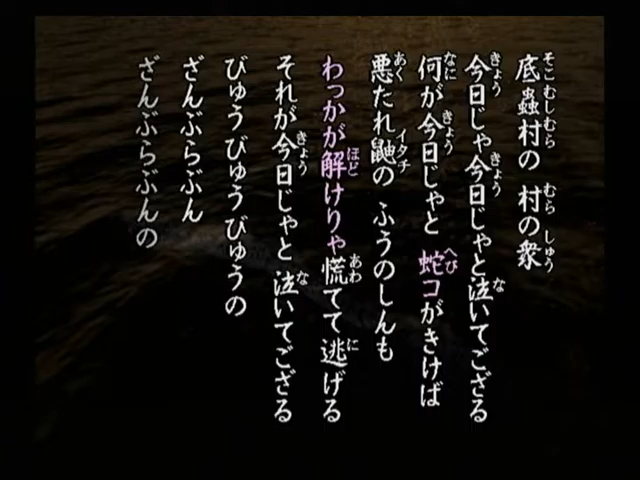 底蟲村の 村の衆
今日じゃ今日じゃと泣いてござる
何が今日じゃと 蛇コがきけば
悪たれ鼬の ふうのしんも
わっかが解けりゃ慌てて逃げる
それが今日じゃと 泣いてござる
びゅうびゅうびゅうの
ざんぶらぶん
ざんぶらぶんの